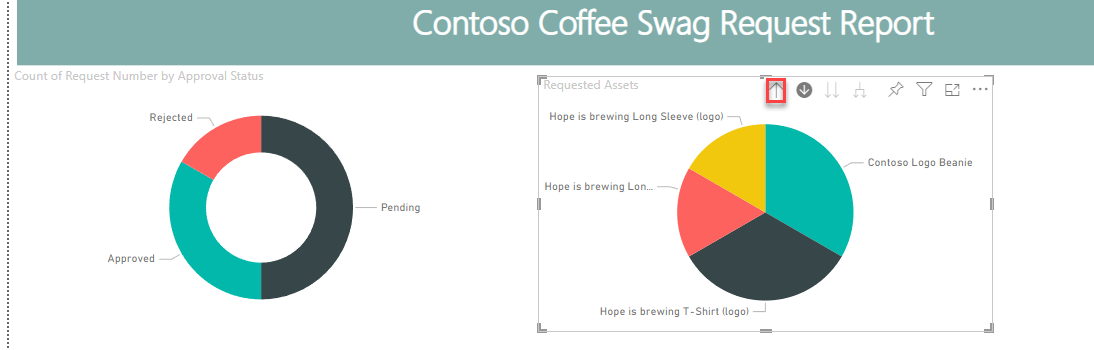 Contoso Coffee Swag Request Report
Count of Request Number by Approval Status
Rejected
Pending
Approved
Requested Assets
Hope is brewing Long Sleeve (logo)
Contoso Logo Beanie
Hope is brewing Lon...
Hope is brewing T-Shirt (logo)